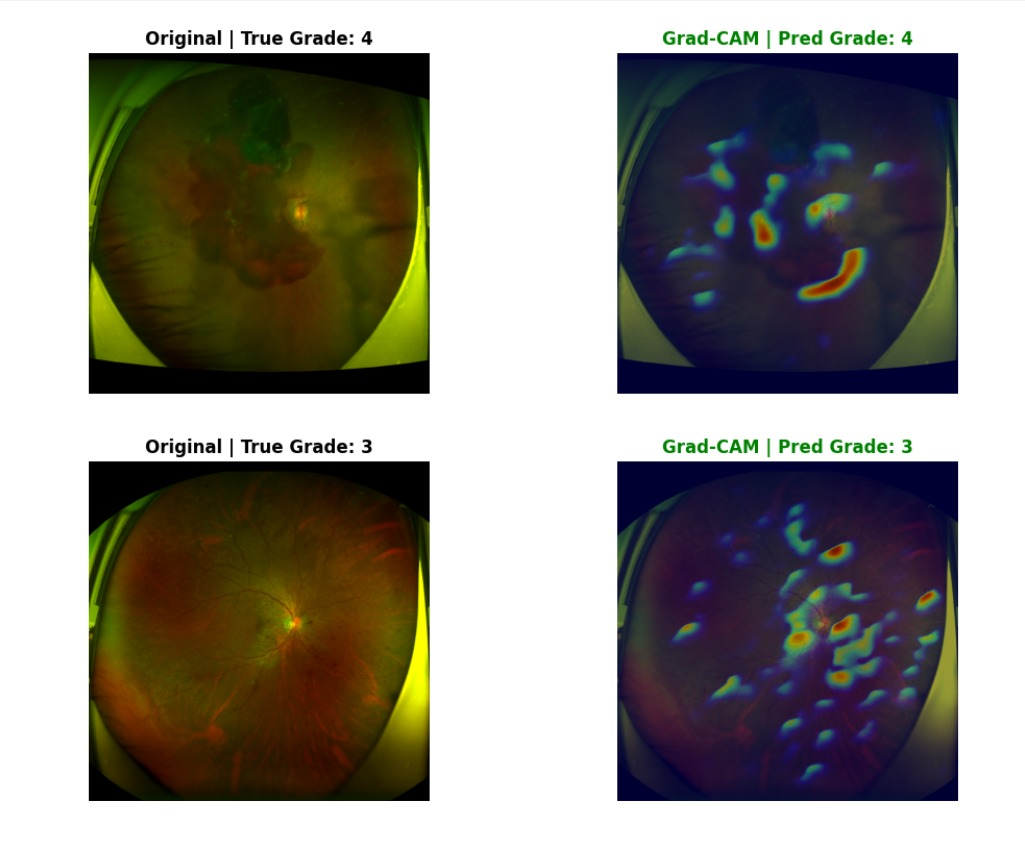 Original | True Grade: 4
Grad-CAM | Pred Grade: 4
Original | True Grade: 3
Grad-CAM | Pred Grade: 3